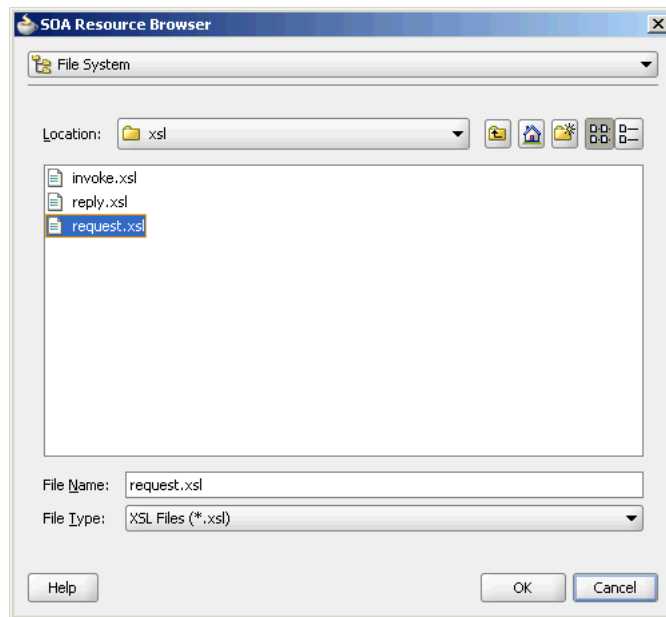 SOA Resource Browser
File System
Location: xsl
invoke.xsl
reply.xsl
request.xsl
File Name: request.xsl
File Type: XSL Files (*.xsl)
Help OK Cancel